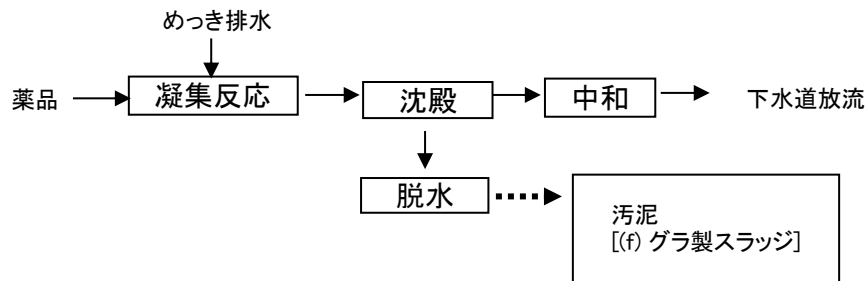 めっき排水
薬品
凝集反応
沈殿
中和
下水道放流
脱水
汚泥
[(f) グラ製スラッジ]